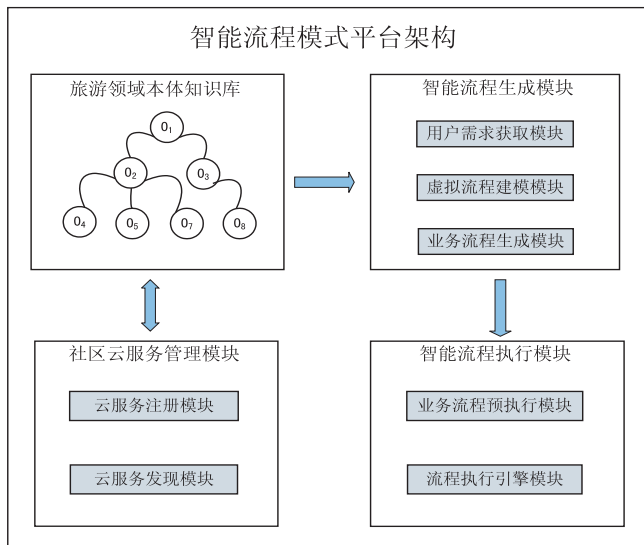 智能流程模式平台架构
旅游领域本体知识库
O1
O2
O3
O4
O5
O7
O8
智能流程生成模块
用户需求获取模块
虚拟流程建模模块
业务流程生成模块
社区云服务管理模块
云服务注册模块
云服务发现模块
智能流程执行模块
业务流程预执行模块
流程执行引擎模块